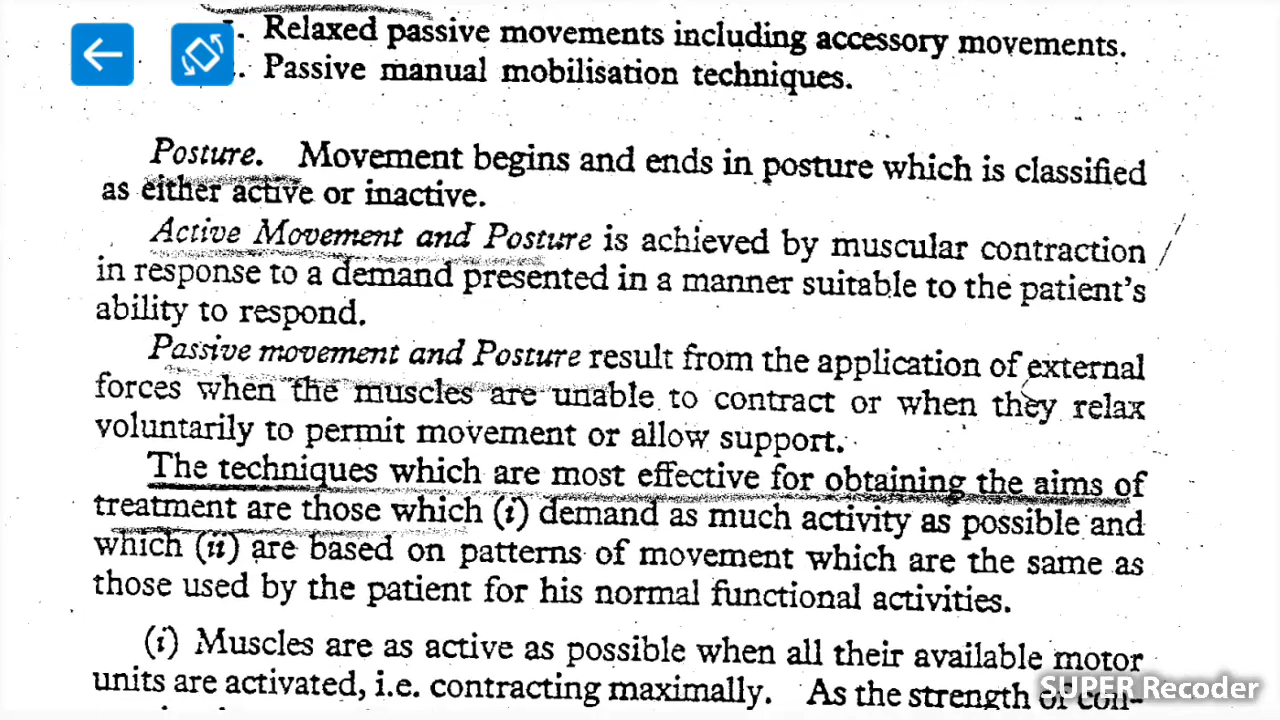 . Relaxed passive movements including accessory movements.
. Passive manual mobilisation techniques.
Posture. Movement begins and ends in posture which is classified
as either active or inactive.
Active Movement and Posture is achieved by muscular contraction
in response to a demand presented in a manner suitable to the patient's
ability to respond.
Passive movement and Posture result from the application of external
forces when the muscles are unable to contract or when they relax
voluntarily to permit movement or allow support.
The techniques which are most effective for obtaining the aims of
treatment are those which (i) demand as much activity as possible and
which (ii) are based on patterns of movement which are the same as
those used by the patient for his normal functional activities.
(i) Muscles are as active as possible when all their available motor
units are activated, i.e. contracting maximally. As the strength of con-
SUPER Recoder